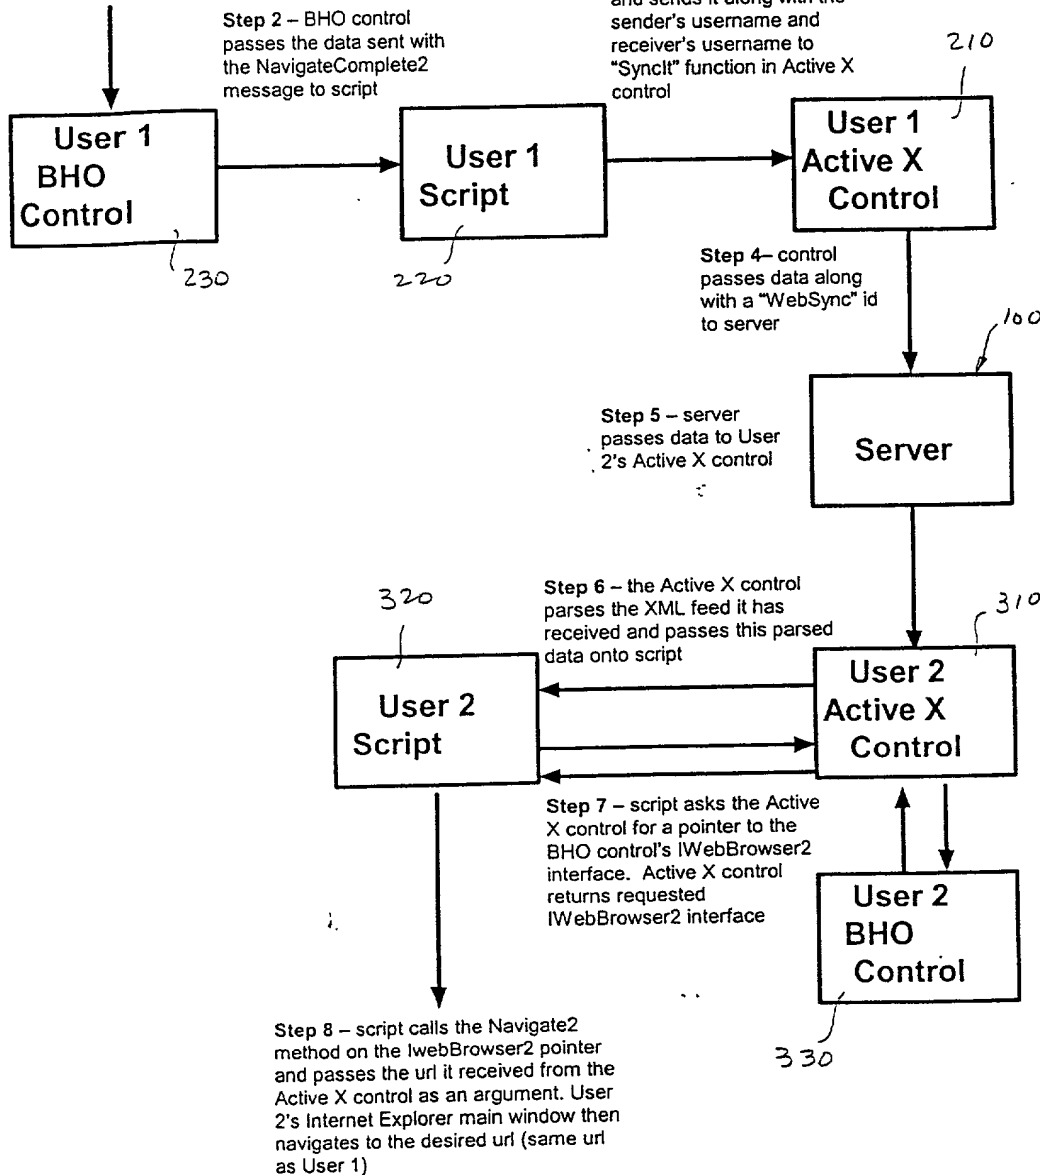 Step 2 – BHO control
passes the data sent with
the NavigateComplete2
message to script
sender's username and
receiver's username to
"SyncIt" function in Active X
control
210
User 1
BHO
Control
User 1
Script
User 1
Active X
Control
230
220
Step 4– control
passes data along
with a "WebSync" id
to server
100
Step 5 – server
passes data to User
2's Active X control
Server
Step 6 – the Active X control
parses the XML feed it has
received and passes this parsed
data onto script
320
310
User 2
Script
User 2
Active X
Control
Step 7 – script asks the Active
X control for a pointer to the
BHO control's IWebBrowser2
interface. Active X control
returns requested
IWebBrowser2 interface
User 2
BHO
Control
330
Step 8 – script calls the Navigate2
method on the IwebBrowser2 pointer
and passes the url it received from the
Active X control as an argument. User
2's Internet Explorer main window then
navigates to the desired url (same url
as User 1)